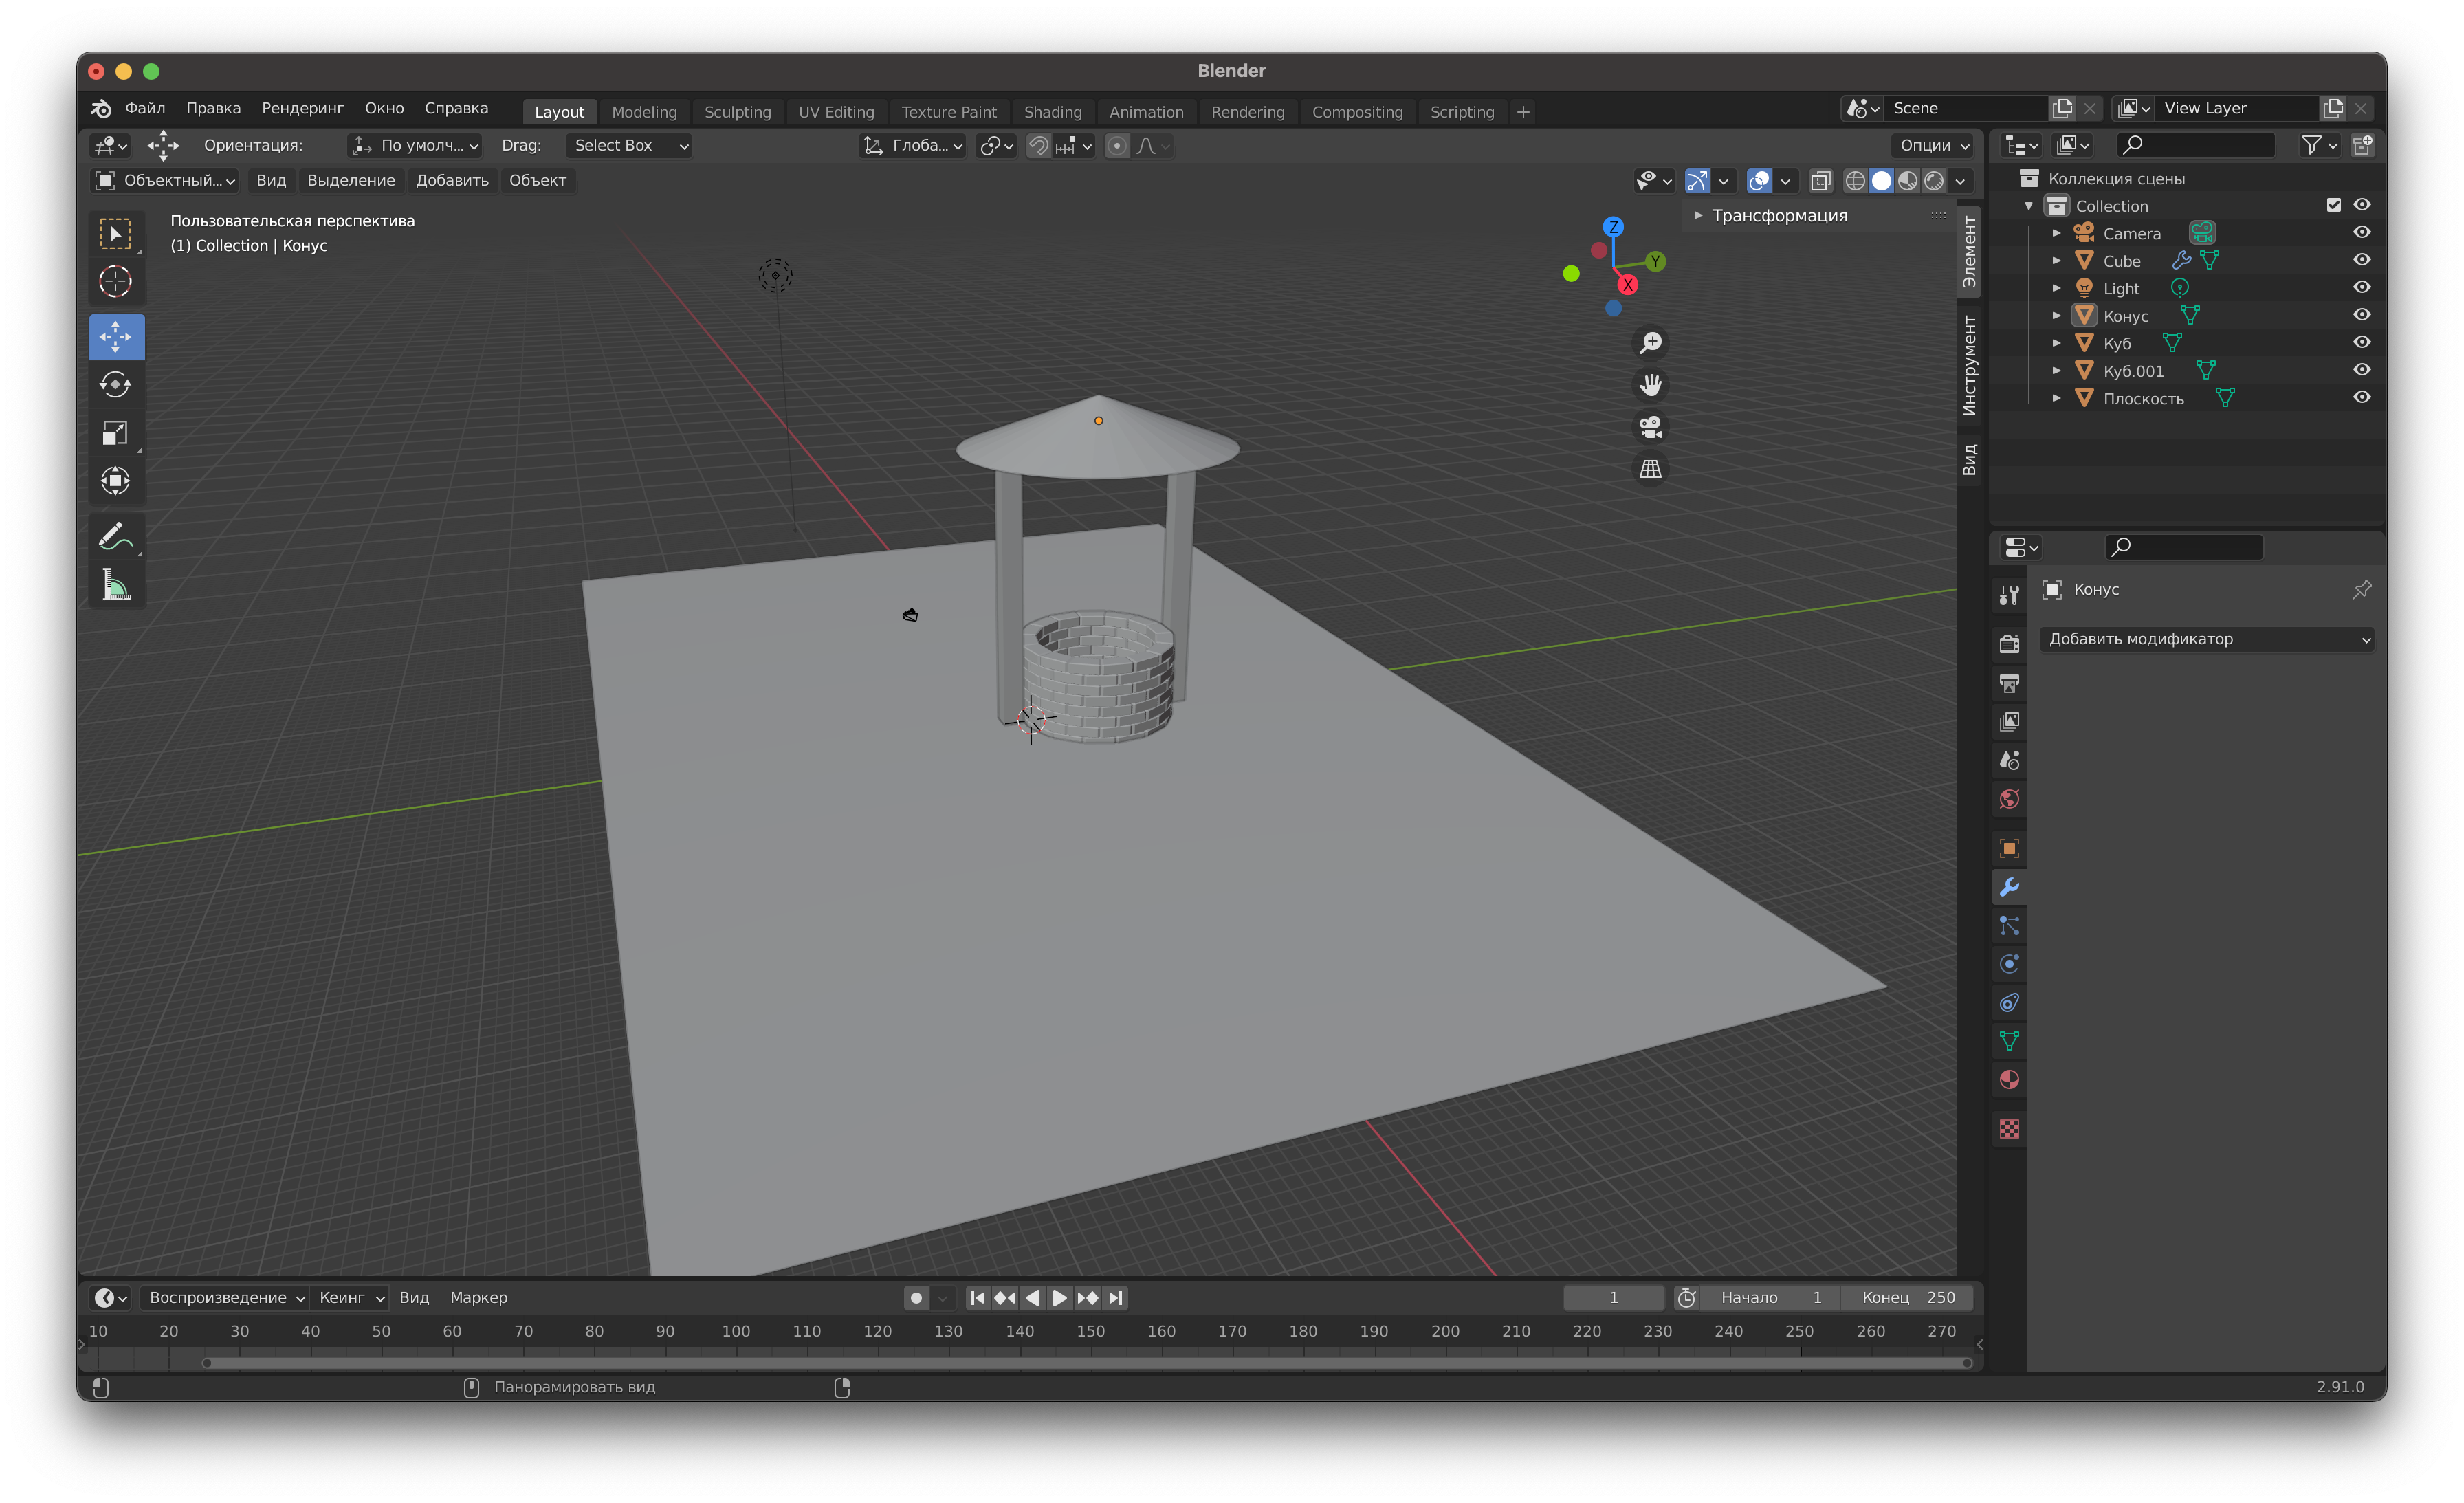 Blender
Файл Правка Рендеринг Окно Справка Layout Modeling Sculpting UV Editing Texture Paint Shading Animation Rendering Compositing Scripting + Scene View Layer
Ориентация: По умолч... Drag: Select Box Глоба... Опции
Объектный... Вид Выделение Добавить Объект
Пользовательская перспектива
(1) Collection | Конус
Z
Y
X
Трансформация
Элемент
Инструмент
Вид
Коллекция сцены
Collection
Camera
Cube
Light
Конус
Куб
Куб.001
Плоскость
Конус
Добавить модификатор
Воспроизведение Кеинг Вид Маркер 1 Начало 1 Конец 250
10 20 30 40 50 60 70 80 90 100 110 120 130 140 150 160 170 180 190 200 210 220 230 240 250 260 270
Панорамировать вид 2.91.0